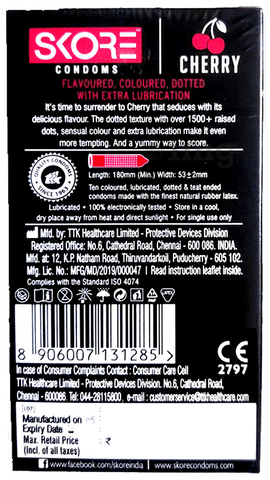 SKORE
CONDOMS
CHERRY
FLAVOURED, COLOURED, DOTTED
WITH EXTRA LUBRICATION
It's time to surrender to Cherry that seduces with its
delicious flavour. The dotted texture with over 1500+ raised
dots, sensual colour and extra lubrication make it even
more tempting. And a yummy way to score.
QUALITY CONDOMS
SINCE 1963
Length: 180mm (Min.) Width: 53±2mm
Ten coloured, lubricated, dotted & teat ended
condoms made with the finest natural rubber latex.
Lubricated • 100% electronically tested • Store in a cool,
dry place away from heat and direct sunlight • For single use only
Mfd. by: TTK Healthcare Limited - Protective Devices Division
Registered Office: No.6, Cathedral Road, Chennai - 600 086. INDIA.
Mfd. at: 12, K.P. Natham Road, Thiruvandarkoil, Puducherry - 605 102.
Mfg. Lic. No.: MFG/MD/2019/000047 | Read instruction leaflet inside.
Complies with the Standard ISO 4074
8 906007 131285 >
CE
2797
In case of Consumer Complaints Contact : Consumer Care Cell
TTK Healthcare Limited - Protective Devices Division. No.6, Cathedral Road,
Chennai - 600086 Tel: 044-28115800, e-mail : customerservice@ttkhealthcare.com
LOT
Manufactured on
Expiry Date
Max. Retail Price : ₹
(Incl. of all taxes)
www.facebook.com/skoreindia | www.skorecondoms.com